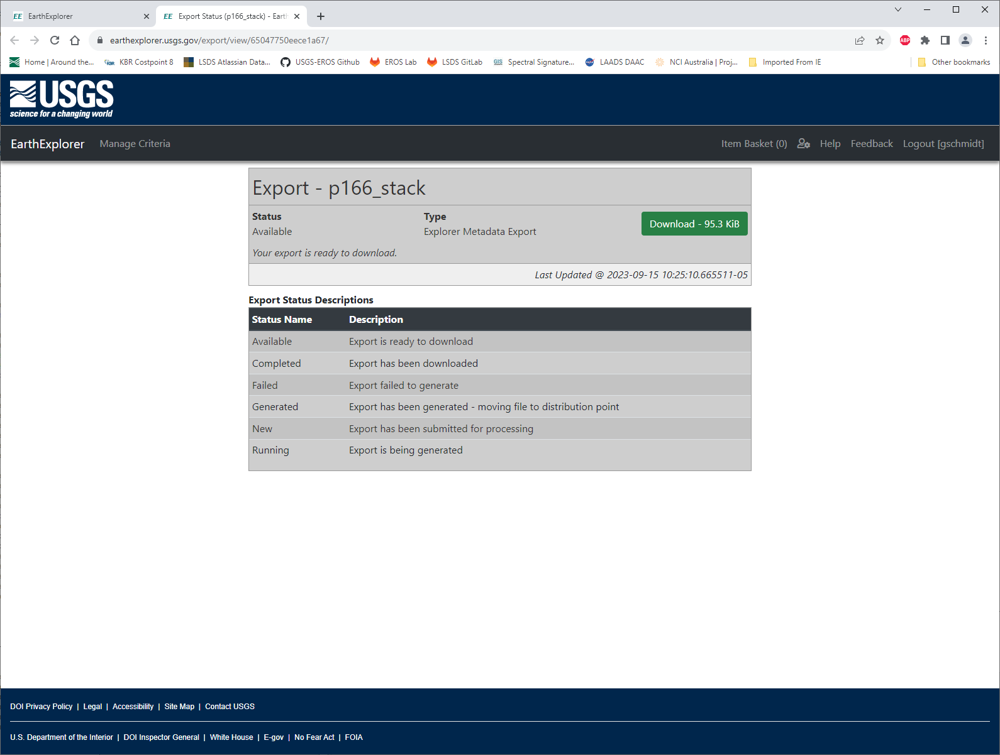 EE EarthExplorer
EE Export Status (p166_stack) - Eart
earthexplorer.usgs.gov/export/view/65047750eece1a67/
ABP
Home | Around the...
KBR KBR Costpoint 8
LSDS Atlassian Data...
USGS-EROS Github
EROS Lab
LSDS GitLab
GIS Spectral Signature...
LAADS DAAC
NCI Australia | Proj...
Imported From IE
Other bookmarks
USGS
science for a changing world
EarthExplorer
Manage Criteria
Item Basket (0)
Help
Feedback
Logout [gschmidt]
Export - p166_stack
Status
Available
Type
Explorer Metadata Export
Download - 95.3 KiB
Your export is ready to download.
Last Updated @ 2023-09-15 10:25:10.665511-05
Export Status Descriptions
Status Name Description
Available Export is ready to download
Completed Export has been downloaded
Failed Export failed to generate
Generated Export has been generated - moving file to distribution point
New Export has been submitted for processing
Running Export is being generated
DOI Privacy Policy | Legal | Accessibility | Site Map | Contact USGS
U.S. Department of the Interior | DOI Inspector General | White House | E-gov | No Fear Act | FOIA